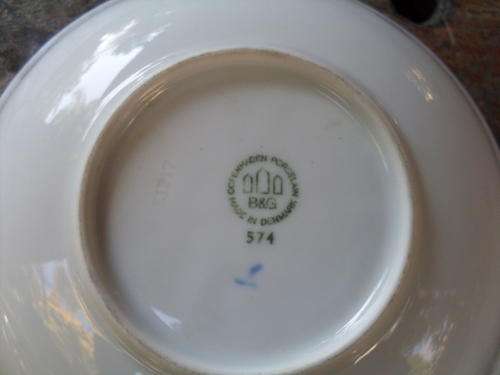 COPENHAGEN PORCELAIN
B&G
MADE IN DENMARK
574